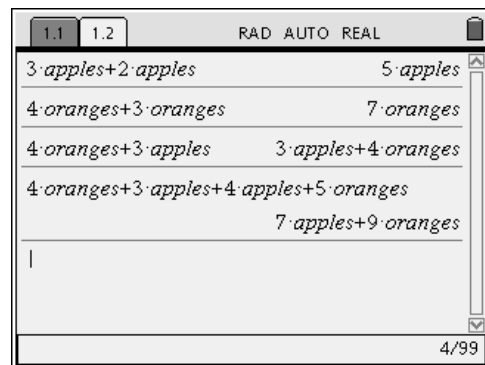 1.1 1.2 RAD AUTO REAL
3·apples+2·apples 5·apples
4·oranges+3·oranges 7·oranges
4·oranges+3·apples 3·apples+4·oranges
4·oranges+3·apples+4·apples+5·oranges
7·apples+9·oranges
4/99